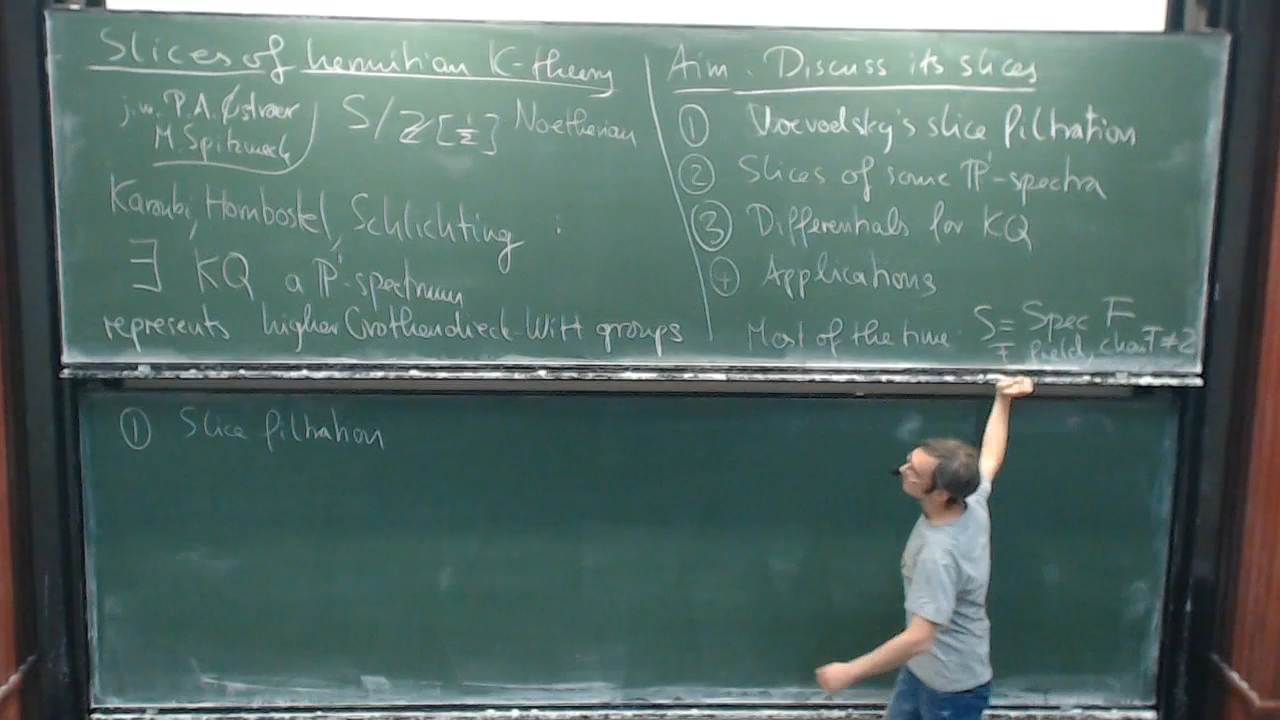 Slices of hermitian K-theory
j.w. P.A. Østvær
M. Spitzweck
S/ℤ[½] Noetherian
Karoubi, Hornbostel, Schlichting :
∃ KQ a ℙ¹-spectrum
represents higher Grothendieck-Witt groups
Aim. Discuss its slices
① Voevodsky's slice filtration
② Slices of some ℙ¹-spectra
③ Differentials for KQ
④ Applications
Most of the time S = Spec F
F field, char F ≠ 2
① Slice filtration